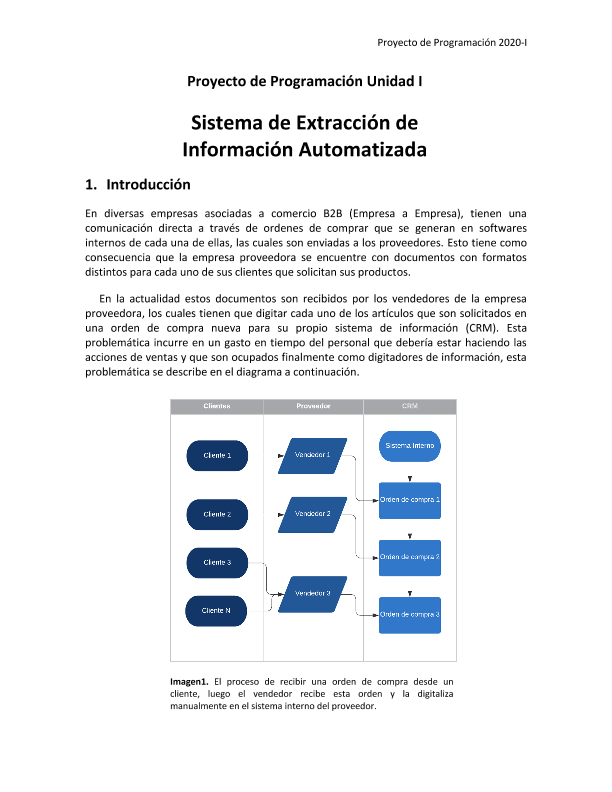 Proyecto de Programación 2020-I
Proyecto de Programación Unidad I
Sistema de Extracción de
Información Automatizada
1. Introducción
En diversas empresas asociadas a comercio B2B (Empresa a Empresa), tienen una
comunicación directa a través de ordenes de comprar que se generan en softwares
internos de cada una de ellas, las cuales son enviadas a los proveedores. Esto tiene como
consecuencia que la empresa proveedora se encuentre con documentos con formatos
distintos para cada uno de sus clientes que solicitan sus productos.
En la actualidad estos documentos son recibidos por los vendedores de la empresa
proveedora, los cuales tienen que digitar cada uno de los artículos que son solicitados en
una orden de compra nueva para su propio sistema de información (CRM). Esta
problemática incurre en un gasto en tiempo del personal que debería estar haciendo las
acciones de ventas y que son ocupados finalmente como digitadores de información, esta
problemática se describe en el diagrama a continuación.
Clientes Proveedor CRM
Sistema Interno
Cliente 1 Vendedor 1
Orden de compra 1
Cliente 2 Vendedor 2
Orden de compra 2
Cliente 3
Vendedor 3
Cliente N
Orden de compra 3
Imagen1. El proceso de recibir una orden de compra desde un
cliente, luego el vendedor recibe esta orden y la digitaliza
manualmente en el sistema interno del proveedor.